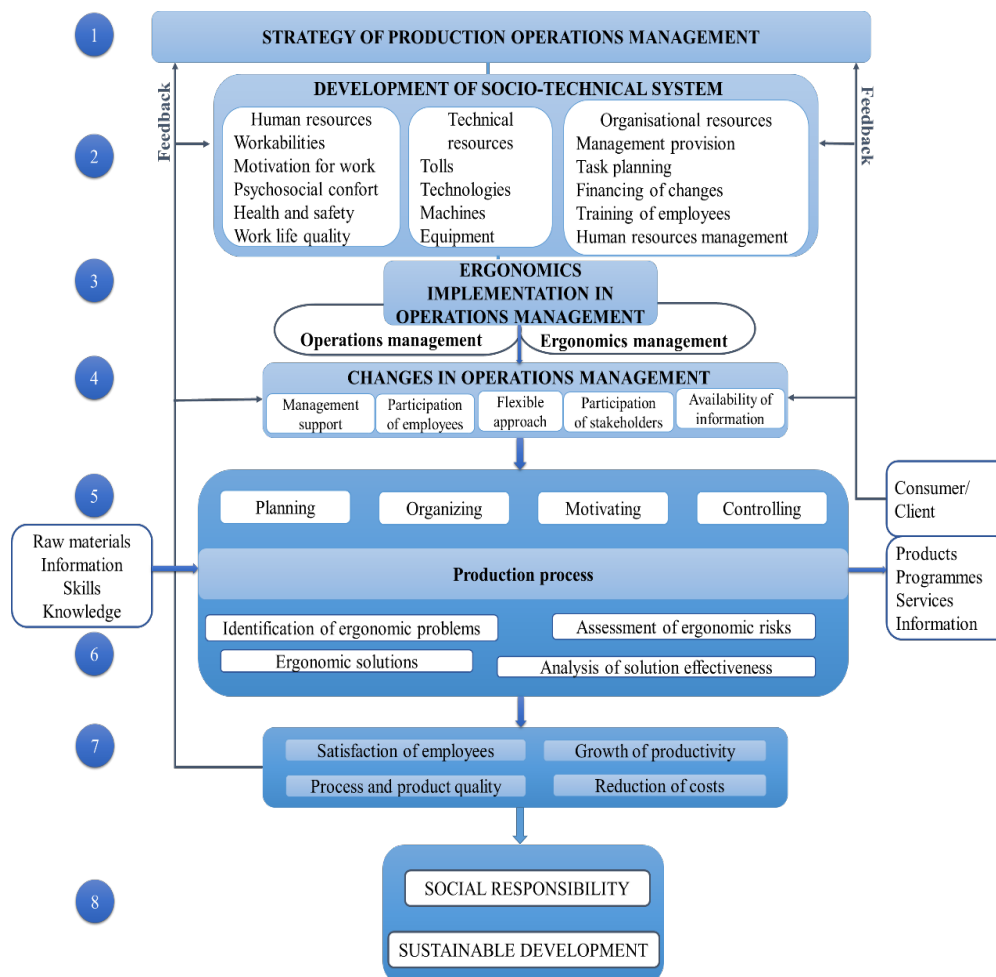 1
STRATEGY OF PRODUCTION OPERATIONS MANAGEMENT
Feedback
Feedback
2
DEVELOPMENT OF SOCIO-TECHNICAL SYSTEM
Human resources
Workabilities
Motivation for work
Psychosocial confort
Health and safety
Work life quality
Technical
resources
Tolls
Technologies
Machines
Equipment
Organisational resources
Management provision
Task planning
Financing of changes
Training of employees
Human resources management
3
ERGONOMICS
IMPLEMENTATION IN
OPERATIONS MANAGEMENT
Operations management
Ergonomics management
4
CHANGES IN OPERATIONS MANAGEMENT
Management
support
Participation
of employees
Flexible
approach
Participation
of stakeholders
Availability of
information
5
Planning
Organizing
Motivating
Controlling
Consumer/
Client
Raw materials
Information
Skills
Knowledge
Production process
Products
Programmes
Services
Information
6
Identification of ergonomic problems
Assessment of ergonomic risks
Ergonomic solutions
Analysis of solution effectiveness
7
Satisfaction of employees
Growth of productivity
Process and product quality
Reduction of costs
8
SOCIAL RESPONSIBILITY
SUSTAINABLE DEVELOPMENT